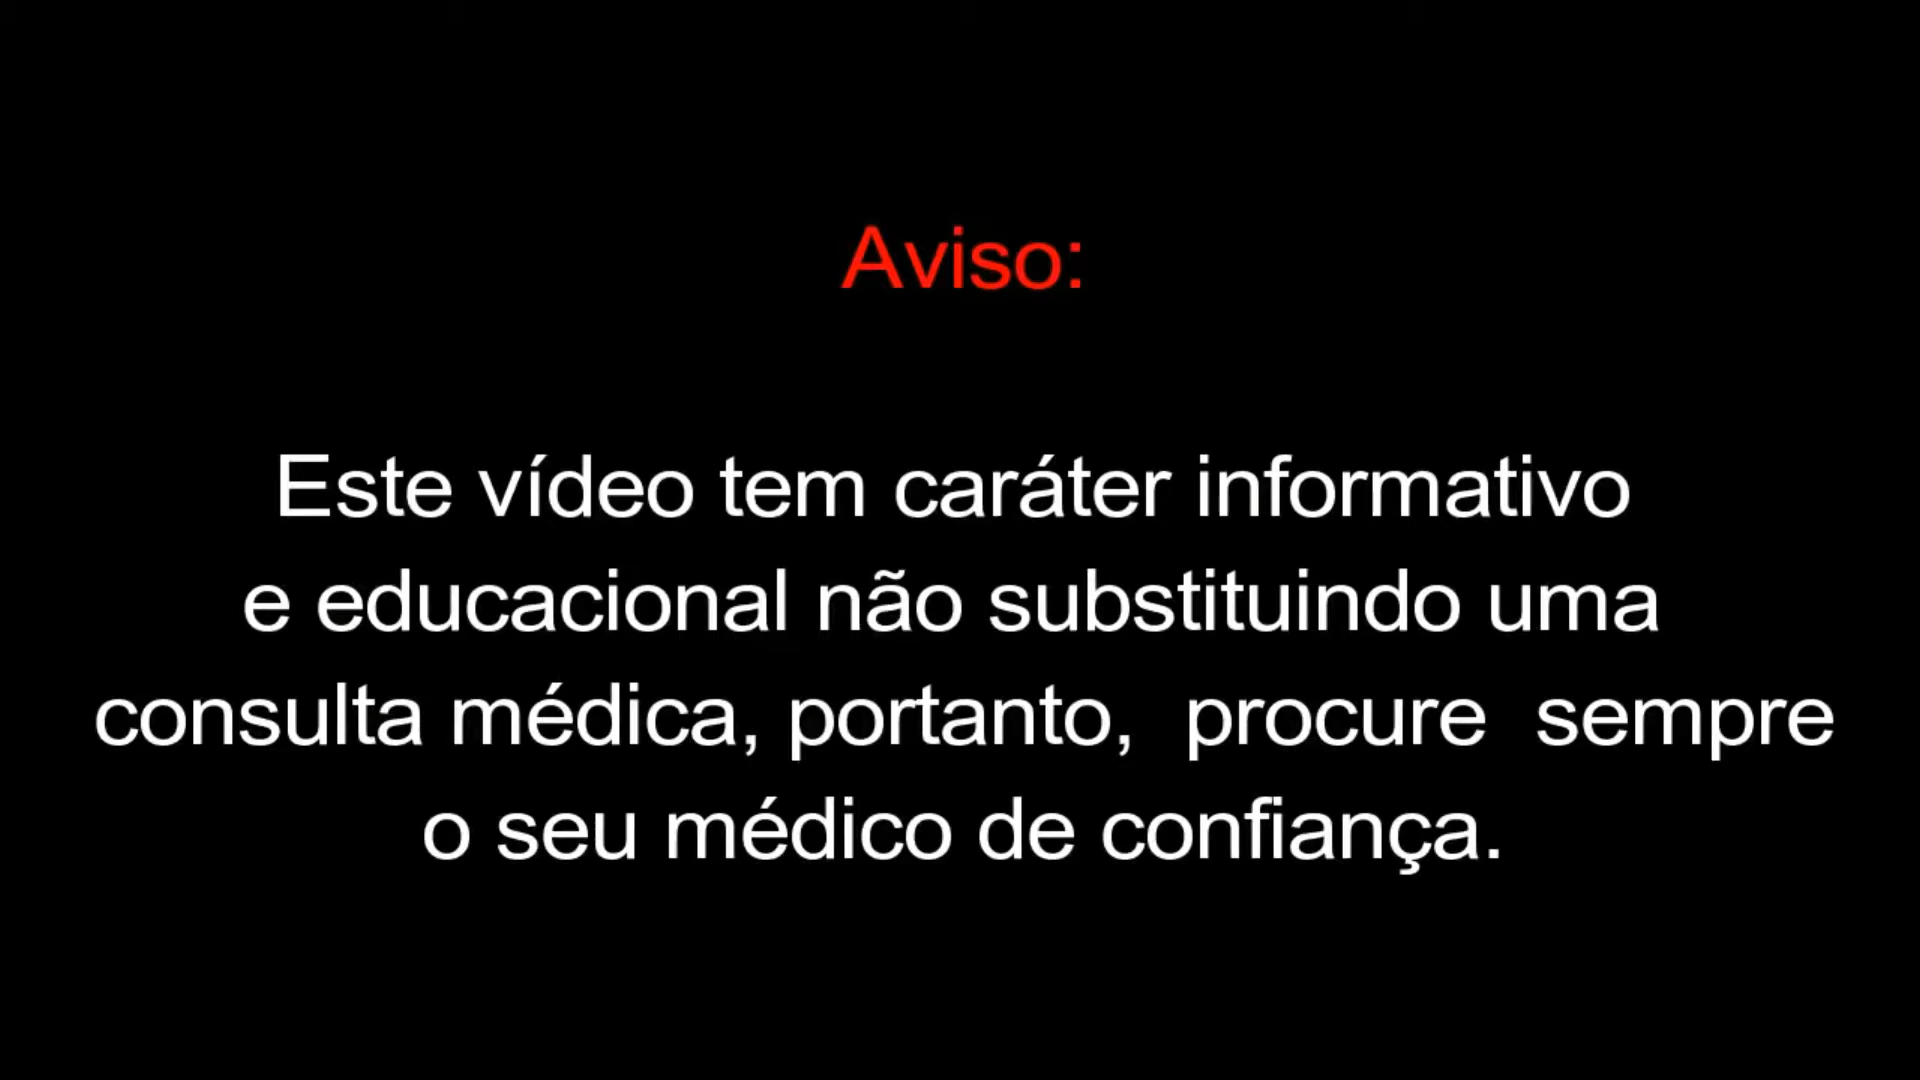 Aviso:
Este vídeo tem caráter informativo
e educacional não substituindo uma
consulta médica, portanto,  procure  sempre
o seu médico de confiança.